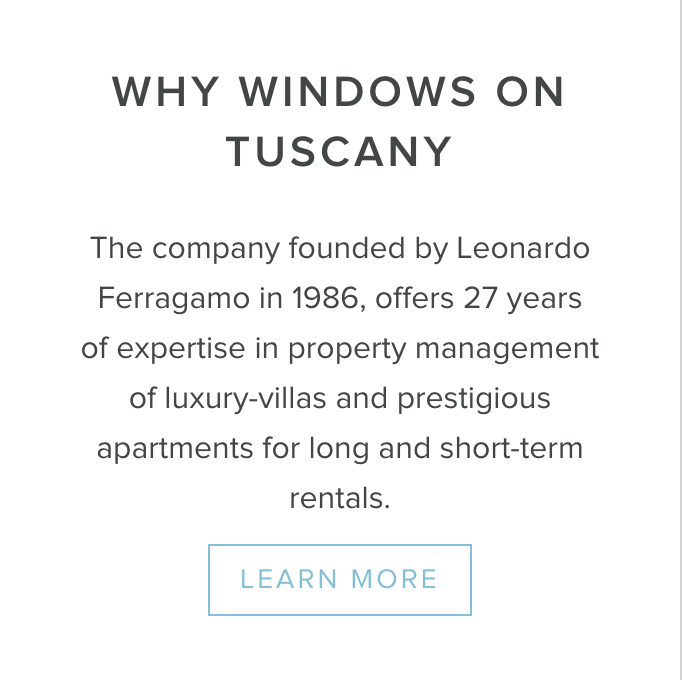 WHY WINDOWS ON
TUSCANY
The company founded by Leonardo
Ferragamo in 1986, offers 27 years
of expertise in property management
of luxury-villas and prestigious
apartments for long and short-term
rentals.
LEARN MORE